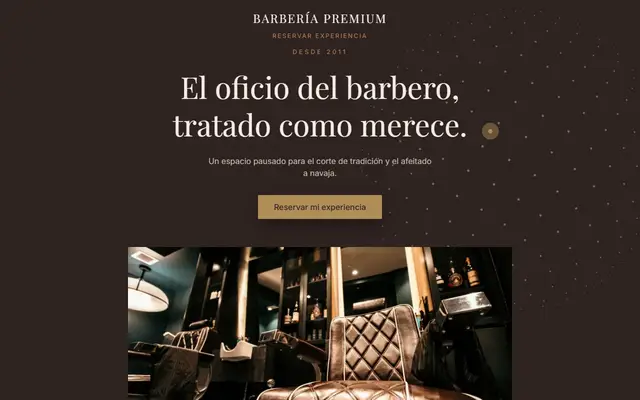 BARBERÍA PREMIUM
RESERVAR EXPERIENCIA
DESDE 2011
El oficio del barbero,
tratado como merece.
Un espacio pausado para el corte de tradición y el afeitado
a navaja.
Reservar mi experiencia